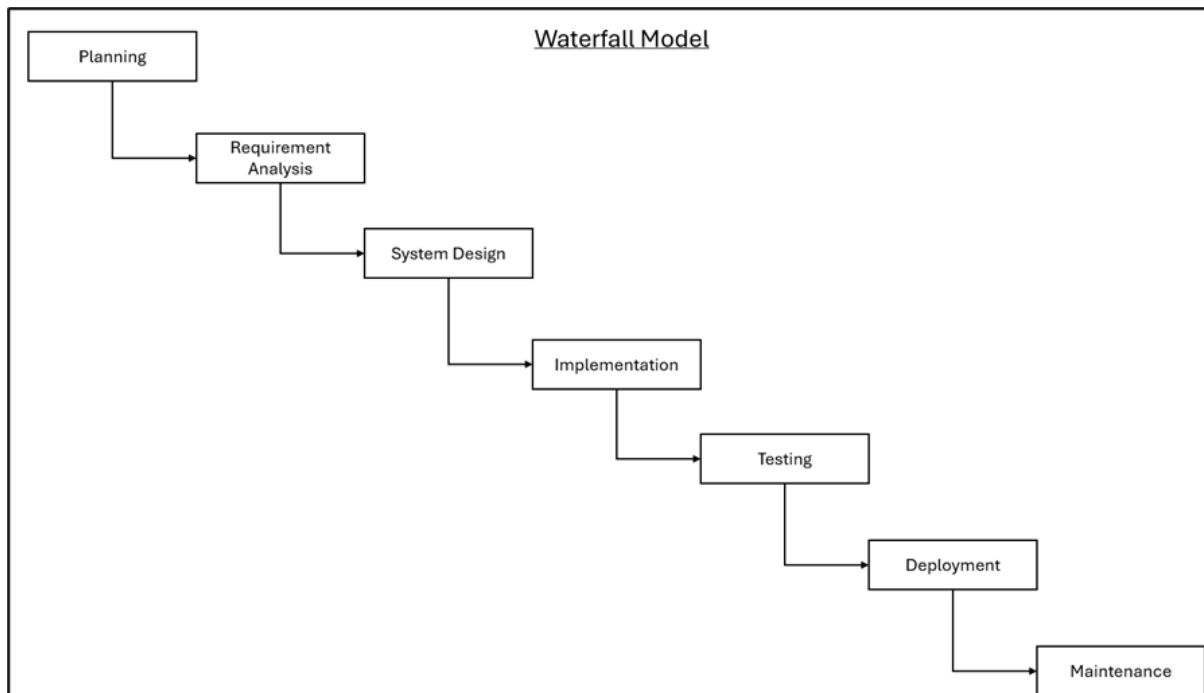 Waterfall Model
Planning
Requirement
Analysis
System Design
Implementation
Testing
Deployment
Maintenance